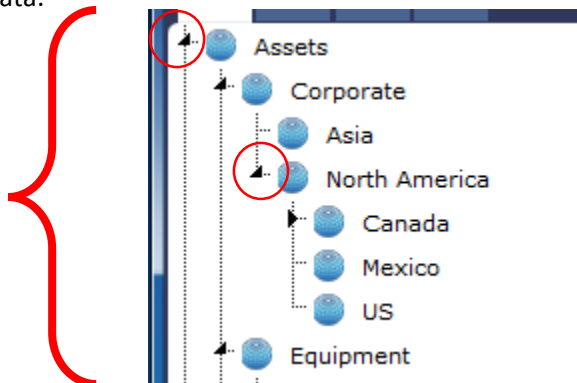 ata.
Assets
Corporate
Asia
North America
Canada
Mexico
US
Equipment